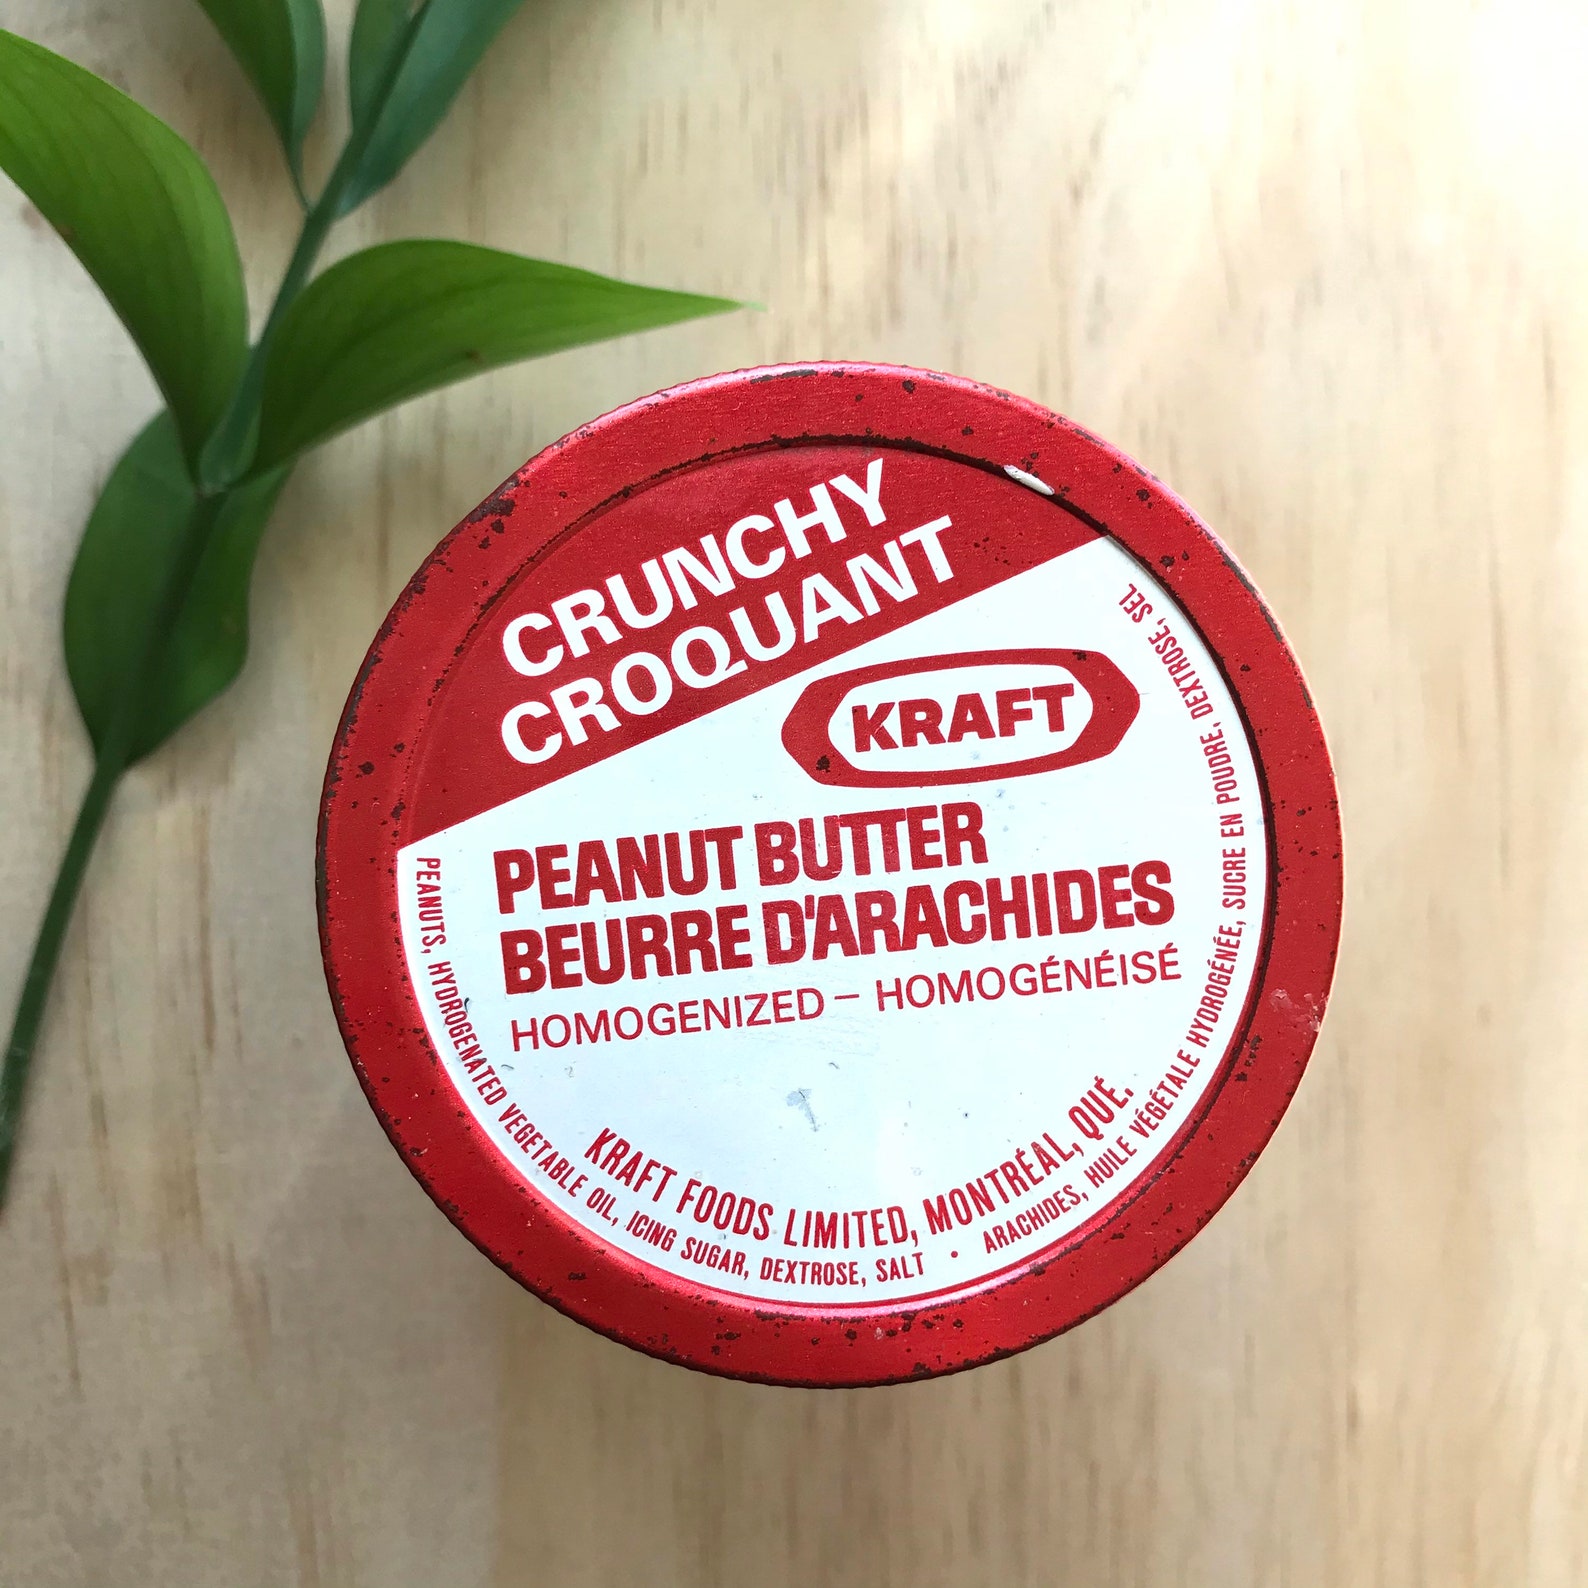 CRUNCHY
CROQUANT
KRAFT
PEANUT BUTTER
BEURRE D'ARACHIDES
HOMOGENIZED – HOMOGÉNÉISÉ
KRAFT FOODS LIMITED, MONTRÉAL, QUÉ.
PEANUTS, HYDROGENATED VEGETABLE OIL, ICING SUGAR, DEXTROSE, SALT • ARACHIDES, HUILE VÉGÉTALE HYDROGÉNÉE, SUCRE EN POUDRE, DEXTROSE, SEL